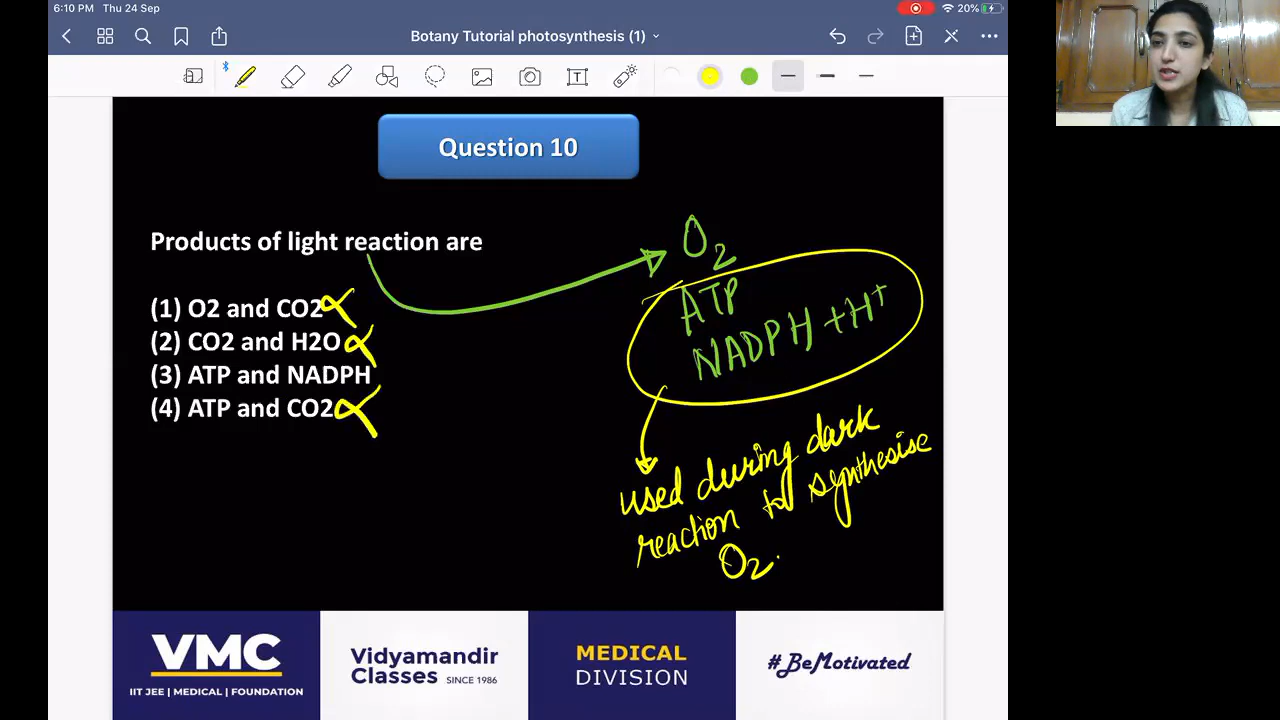 6:10 PM Thu 24 Sep
20%
Botany Tutorial photosynthesis (1)
Question 10
Products of light reaction are
(1) O2 and CO2
(2) CO2 and H2O
(3) ATP and NADPH
(4) ATP and CO2
O2
ATP
NADPH + H+
used during dark
reaction to synthesise
O2.
VMC
IIT JEE | MEDICAL | FOUNDATION
Vidyamandir
Classes SINCE 1986
MEDICAL
DIVISION
#BeMotivated